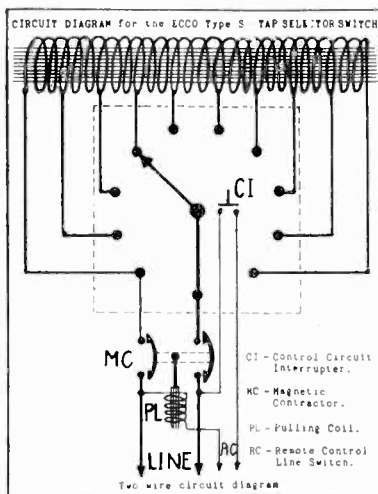 CIRCUIT DIAGRAM for the ECCO Type S - TAP SELECTOR SWITCH
CI
MC
PL
RC
LINE
CI - Control Circuit
Interrupter.
MC - Magnetic
Contractor.
PL - Pulling Coil.
RC - Remote Control
Line Switch.
Two wire circuit diagram